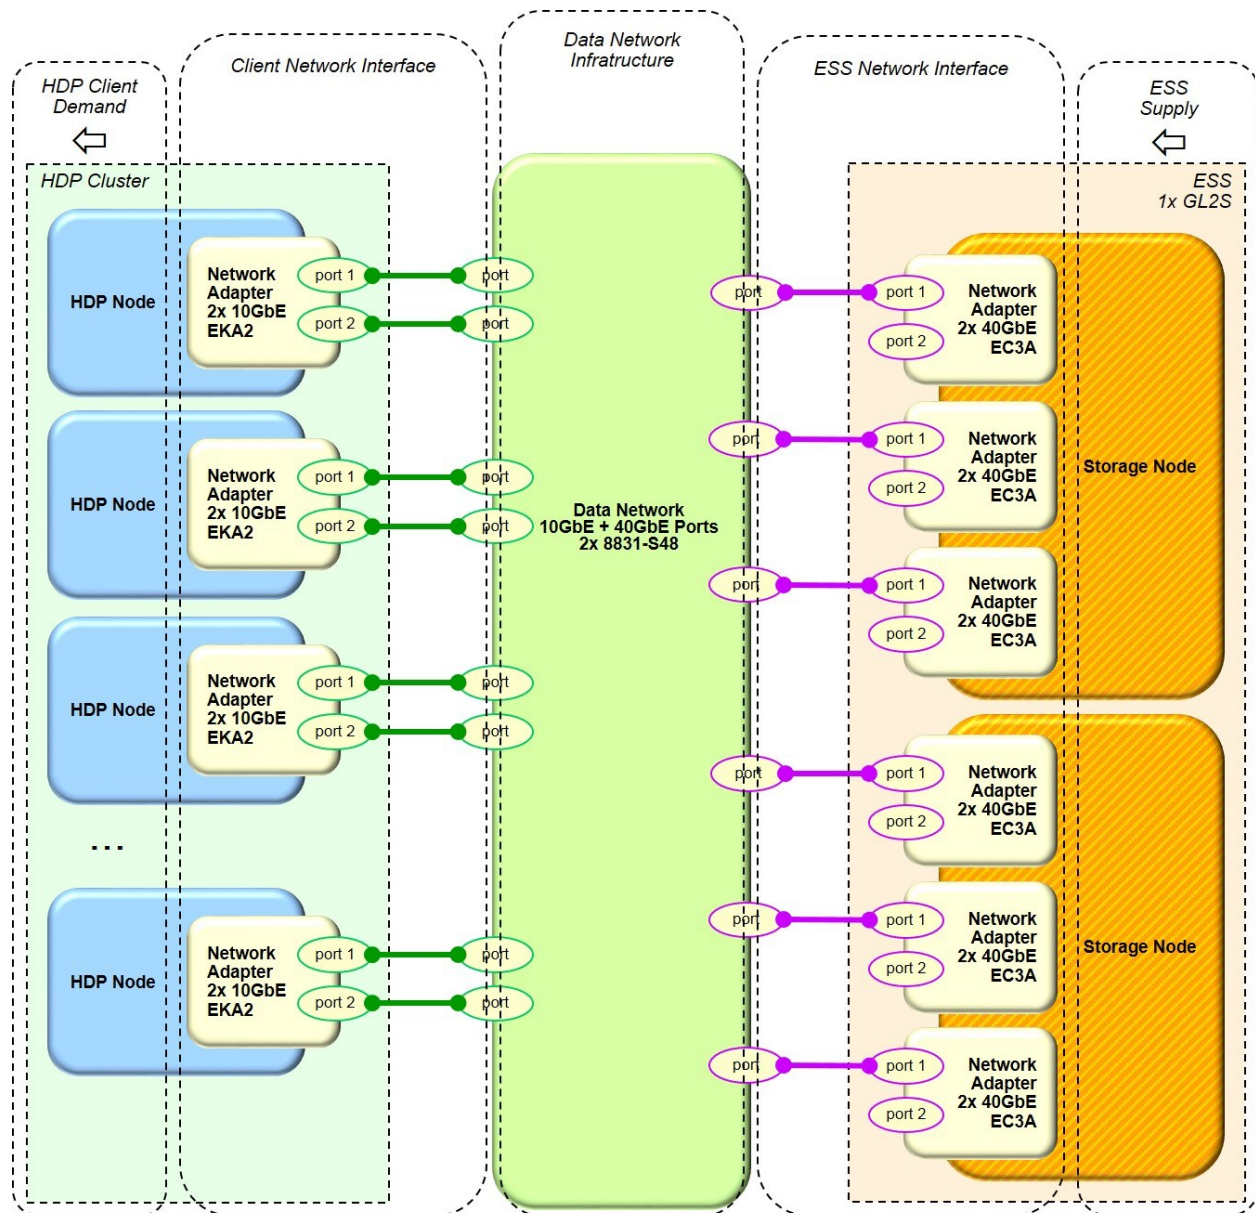 HDP Client
Demand
Client Network Interface
Data Network
Infratructure
ESS Network Interface
ESS
Supply
HDP Cluster
ESS
1x GL2S
HDP Node
Network
Adapter
2x 10GbE
EKA2
port 1
port 2
port
port
HDP Node
Network
Adapter
2x 10GbE
EKA2
port 1
port 2
port
port
HDP Node
Network
Adapter
2x 10GbE
EKA2
port 1
port 2
port
port
...
HDP Node
Network
Adapter
2x 10GbE
EKA2
port 1
port 2
port
port
Data Network
10GbE + 40GbE Ports
2x 8831-S48
port
port 1
port 2
Network
Adapter
2x 40GbE
EC3A
port
port 1
port 2
Network
Adapter
2x 40GbE
EC3A
port
port 1
port 2
Network
Adapter
2x 40GbE
EC3A
Storage Node
port
port 1
port 2
Network
Adapter
2x 40GbE
EC3A
port
port 1
port 2
Network
Adapter
2x 40GbE
EC3A
port
port 1
port 2
Network
Adapter
2x 40GbE
EC3A
Storage Node